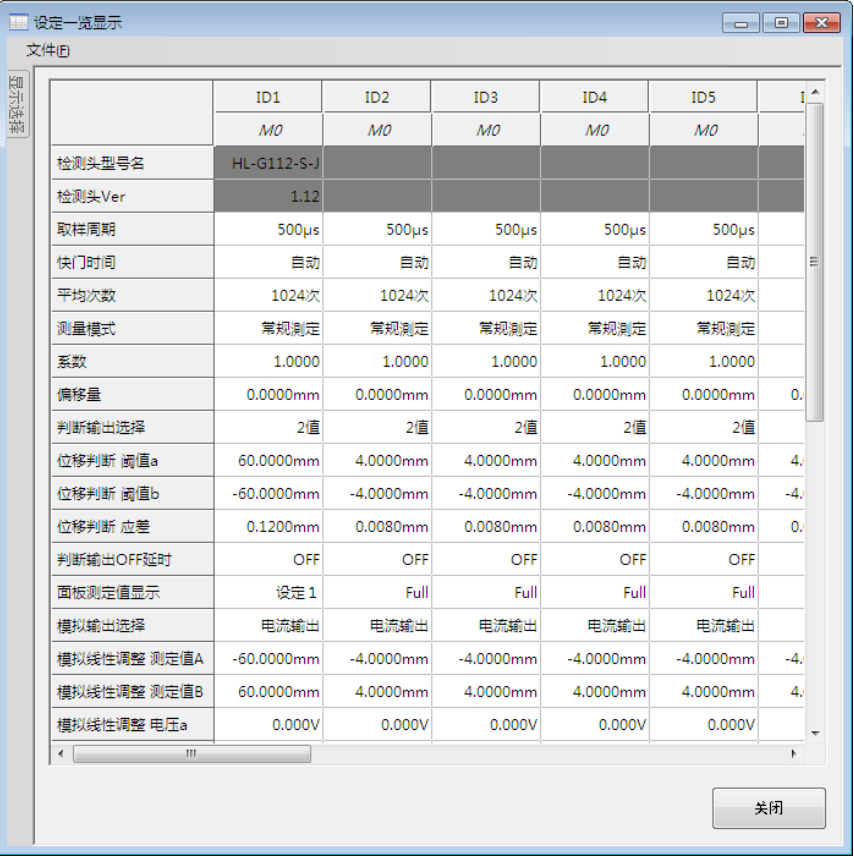 设定一览显示
文件(F)
显示选择
ID1 ID2 ID3 ID4 ID5
M0 M0 M0 M0 M0
检测头型号名 HL-G112-S-J
检测头Ver 1.12
取样周期 500μs 500μs 500μs 500μs 500μs
快门时间 自动 自动 自动 自动 自动
平均次数 1024次 1024次 1024次 1024次 1024次
测量模式 常规測定 常规測定 常规測定 常规測定 常规測定
系数 1.0000 1.0000 1.0000 1.0000 1.0000
偏移量 0.0000mm 0.0000mm 0.0000mm 0.0000mm 0.0000mm 0.
判断输出选择 2值 2值 2值 2值 2值
位移判断 阈值a 60.0000mm 4.0000mm 4.0000mm 4.0000mm 4.0000mm 4.
位移判断 阈值b -60.0000mm -4.0000mm -4.0000mm -4.0000mm -4.0000mm -4.
位移判断 应差 0.1200mm 0.0080mm 0.0080mm 0.0080mm 0.0080mm 0.
判断输出OFF延时 OFF OFF OFF OFF OFF
面板测定值显示 设定1 Full Full Full Full
模拟输出选择 电流输出 电流输出 电流输出 电流输出 电流输出
模拟线性调整 测定值A -60.0000mm -4.0000mm -4.0000mm -4.0000mm -4.0000mm -4.
模拟线性调整 测定值B 60.0000mm 4.0000mm 4.0000mm 4.0000mm 4.0000mm 4.
模拟线性调整 电压a 0.000V 0.000V 0.000V 0.000V 0.000V
关闭